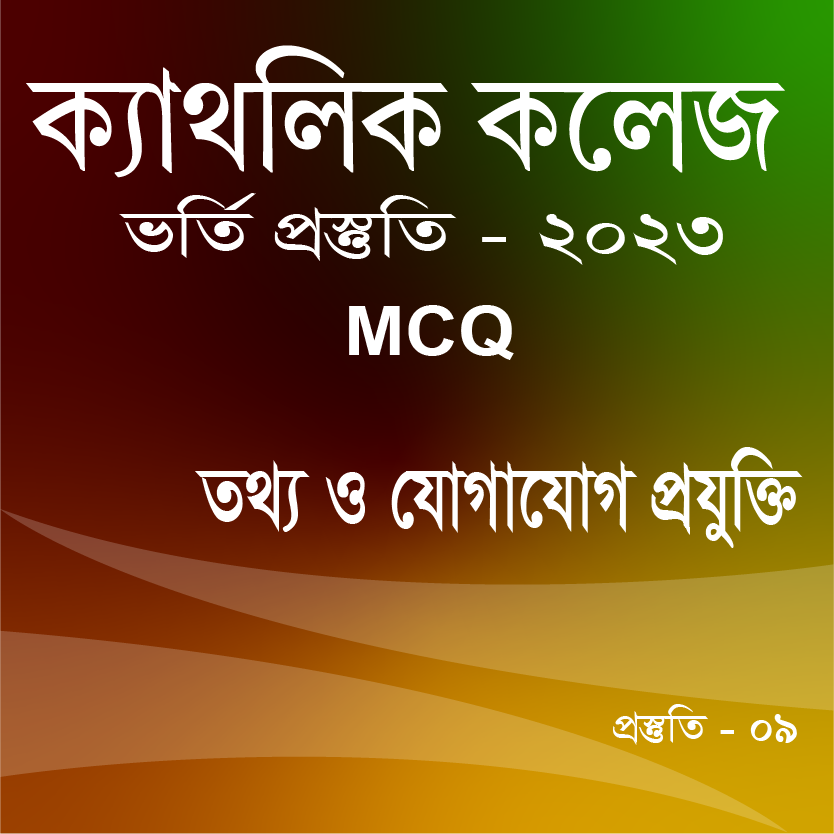 ক্যাথলিক কলেজ
ভর্তি প্রস্তুতি - ২০২৩
MCQ
তথ্য ও যোগাযোগ প্রযুক্তি
প্রস্তুতি - ০৯